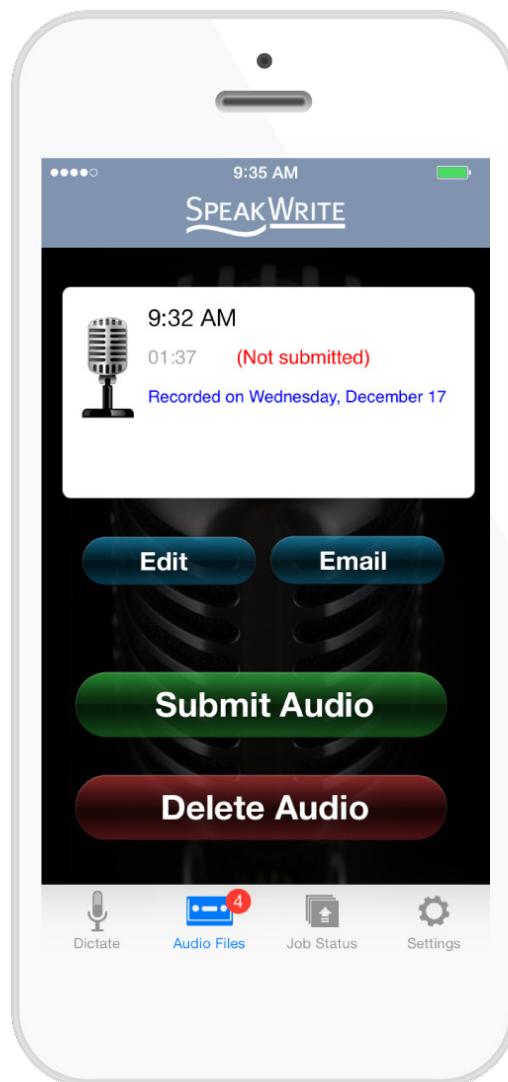 9:35 AM
SPEAKWRITE
9:32 AM
01:37 (Not submitted)
Recorded on Wednesday, December 17
Edit Email
Submit Audio
Delete Audio
4
Dictate Audio Files Job Status Settings